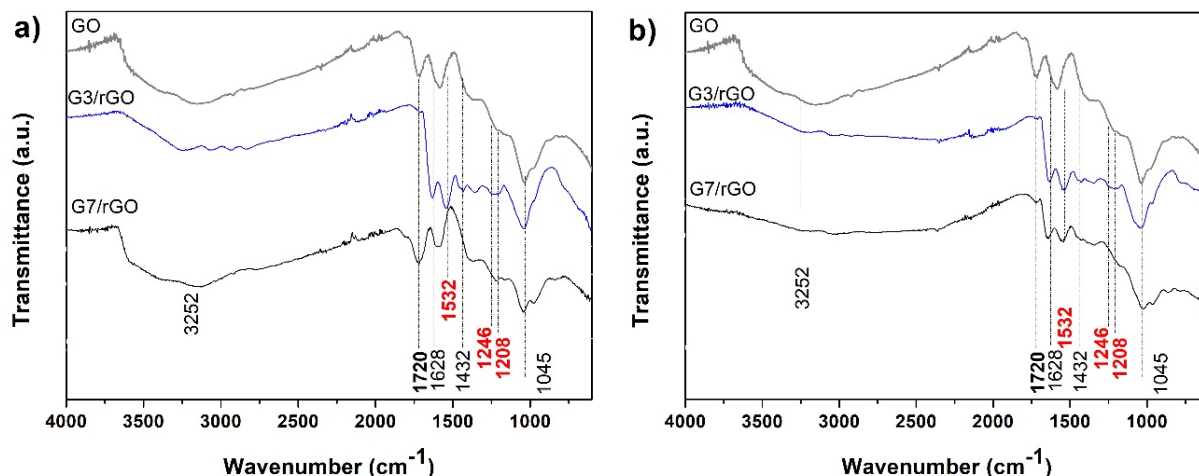 a)
GO
G3/rGO
G7/rGO
3252
1720
1628
1532
1432
1246
1208
1045
4000 3500 3000 2500 2000 1500 1000
Wavenumber (cm-1)
Transmittance (a.u.)
b)
GO
G3/rGO
G7/rGO
3252
1720
1628
1532
1432
1246
1208
1045
4000 3500 3000 2500 2000 1500 1000
Wavenumber (cm-1)
Transmittance (a.u.)